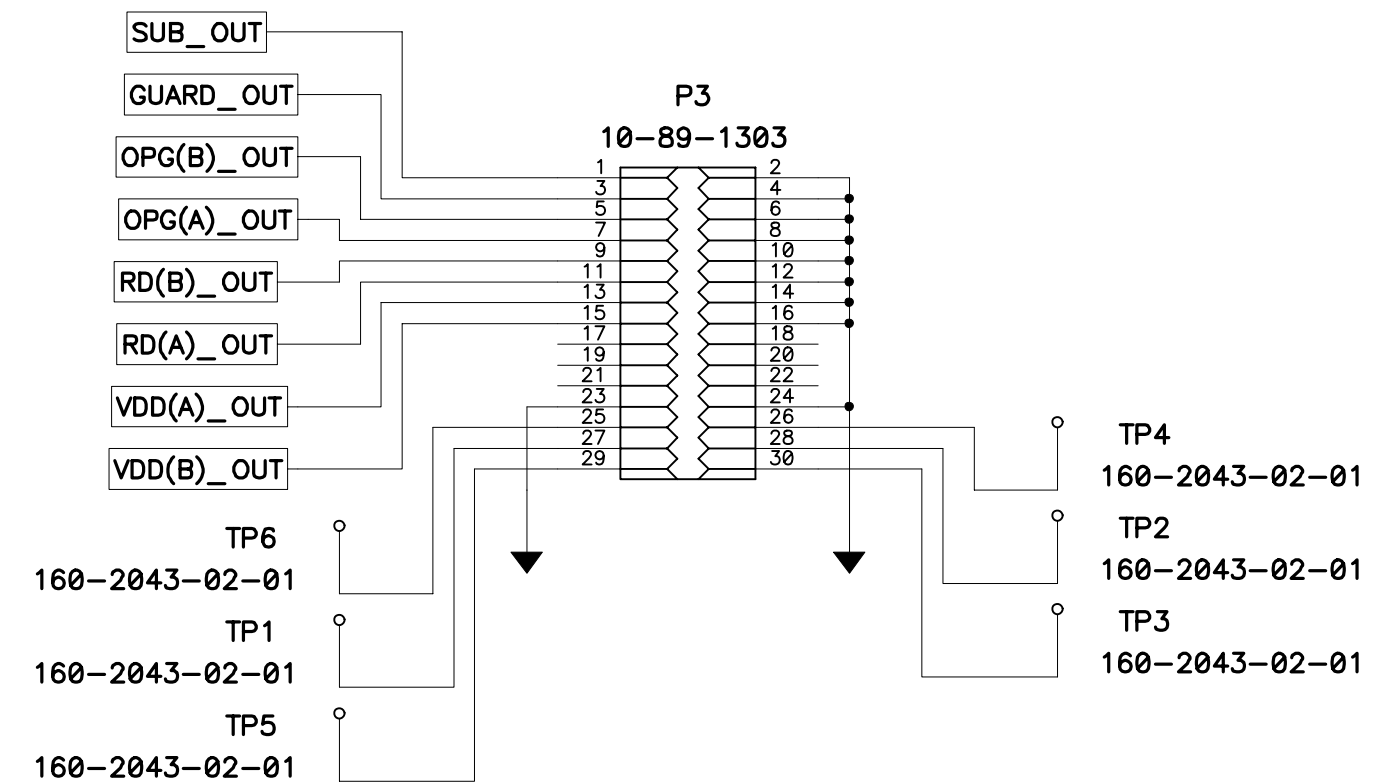 SUB_OUT
GUARD_OUT
OPG(B)_OUT
OPG(A)_OUT
RD(B)_OUT
RD(A)_OUT
VDD(A)_OUT
VDD(B)_OUT
P3
10-89-1303
1 2
3 4
5 6
7 8
9 10
11 12
13 14
15 16
17 18
19 20
21 22
23 24
25 26
27 28
29 30
TP6
160-2043-02-01
TP1
160-2043-02-01
TP5
160-2043-02-01
TP4
160-2043-02-01
TP2
160-2043-02-01
TP3
160-2043-02-01